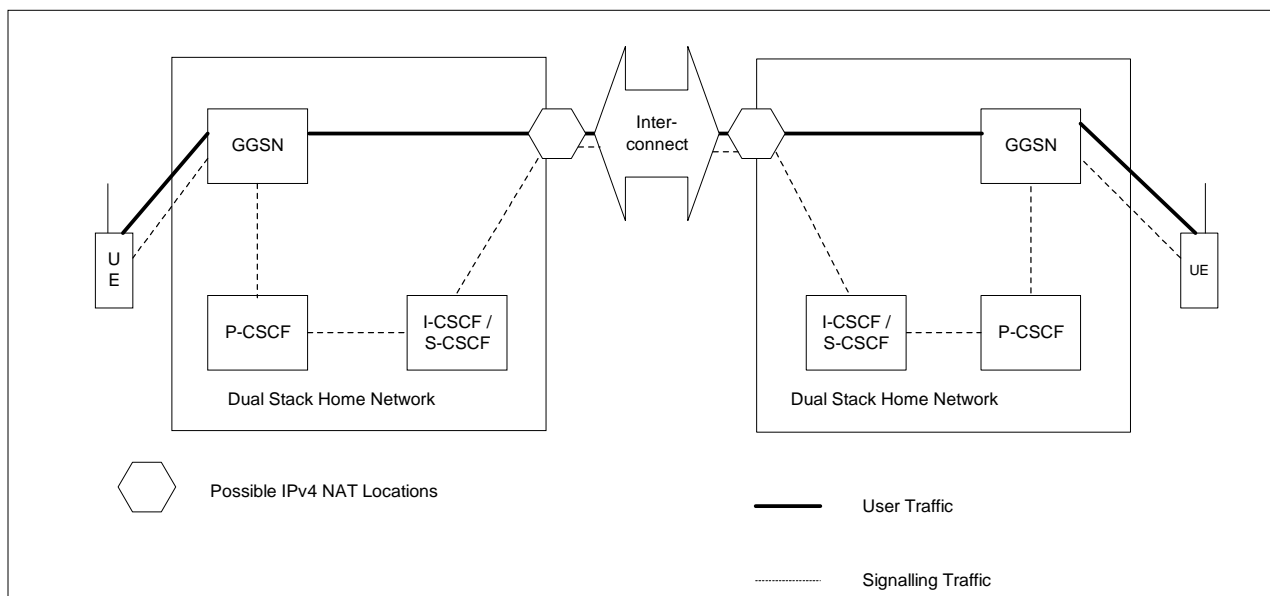 GGSN
Inter-
connect
GGSN
U
E
UE
P-CSCF
I-CSCF /
S-CSCF
I-CSCF /
S-CSCF
P-CSCF
Dual Stack Home Network
Dual Stack Home Network
Possible IPv4 NAT Locations
User Traffic
Signalling Traffic